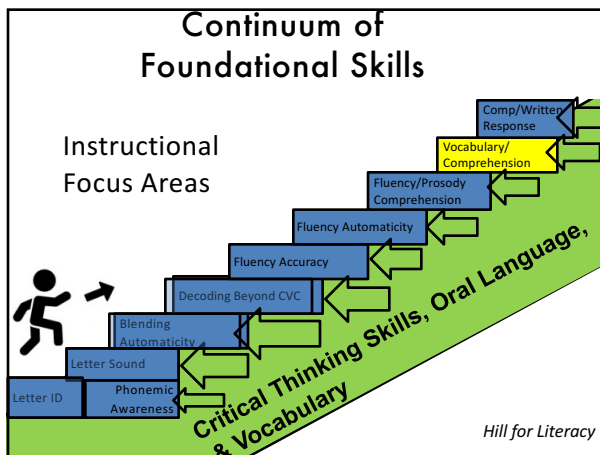 Continuum of
Foundational Skills
Instructional
Focus Areas
Comp/Written
Response
Vocabulary/
Comprehension
Fluency/Prosody
Comprehension
Fluency Automaticity
Fluency Accuracy
Decoding Beyond CVC
Blending
Automaticity
Letter Sound
Letter ID
Phonemic
Awareness
Critical Thinking Skills, Oral Language,
& Vocabulary
Hill for Literacy